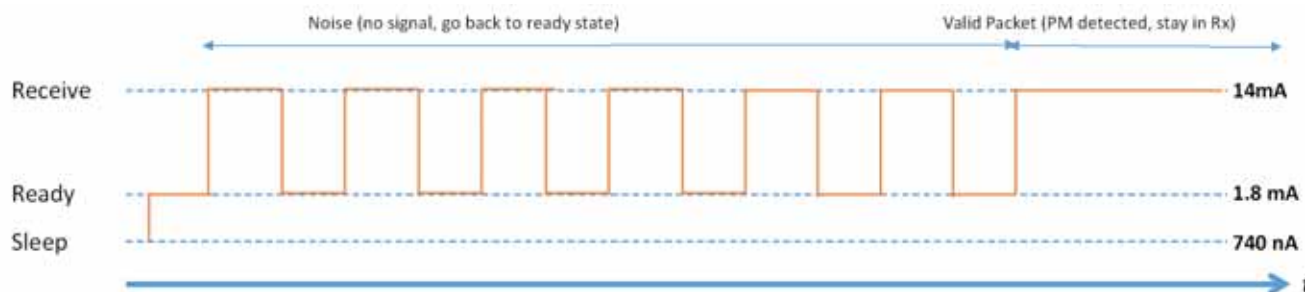 Noise (no signal, go back to ready state)
Valid Packet (PM detected, stay in Rx)
Receive
14mA
Ready
1.8 mA
Sleep
740 nA